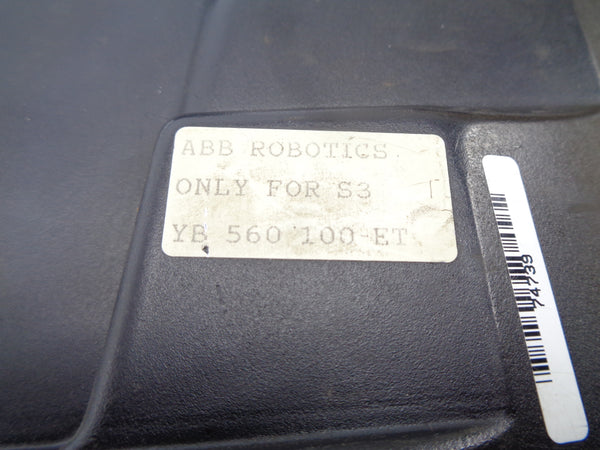 ABB ROBOTICS
ONLY FOR S3
YB 560 100-ET
74739